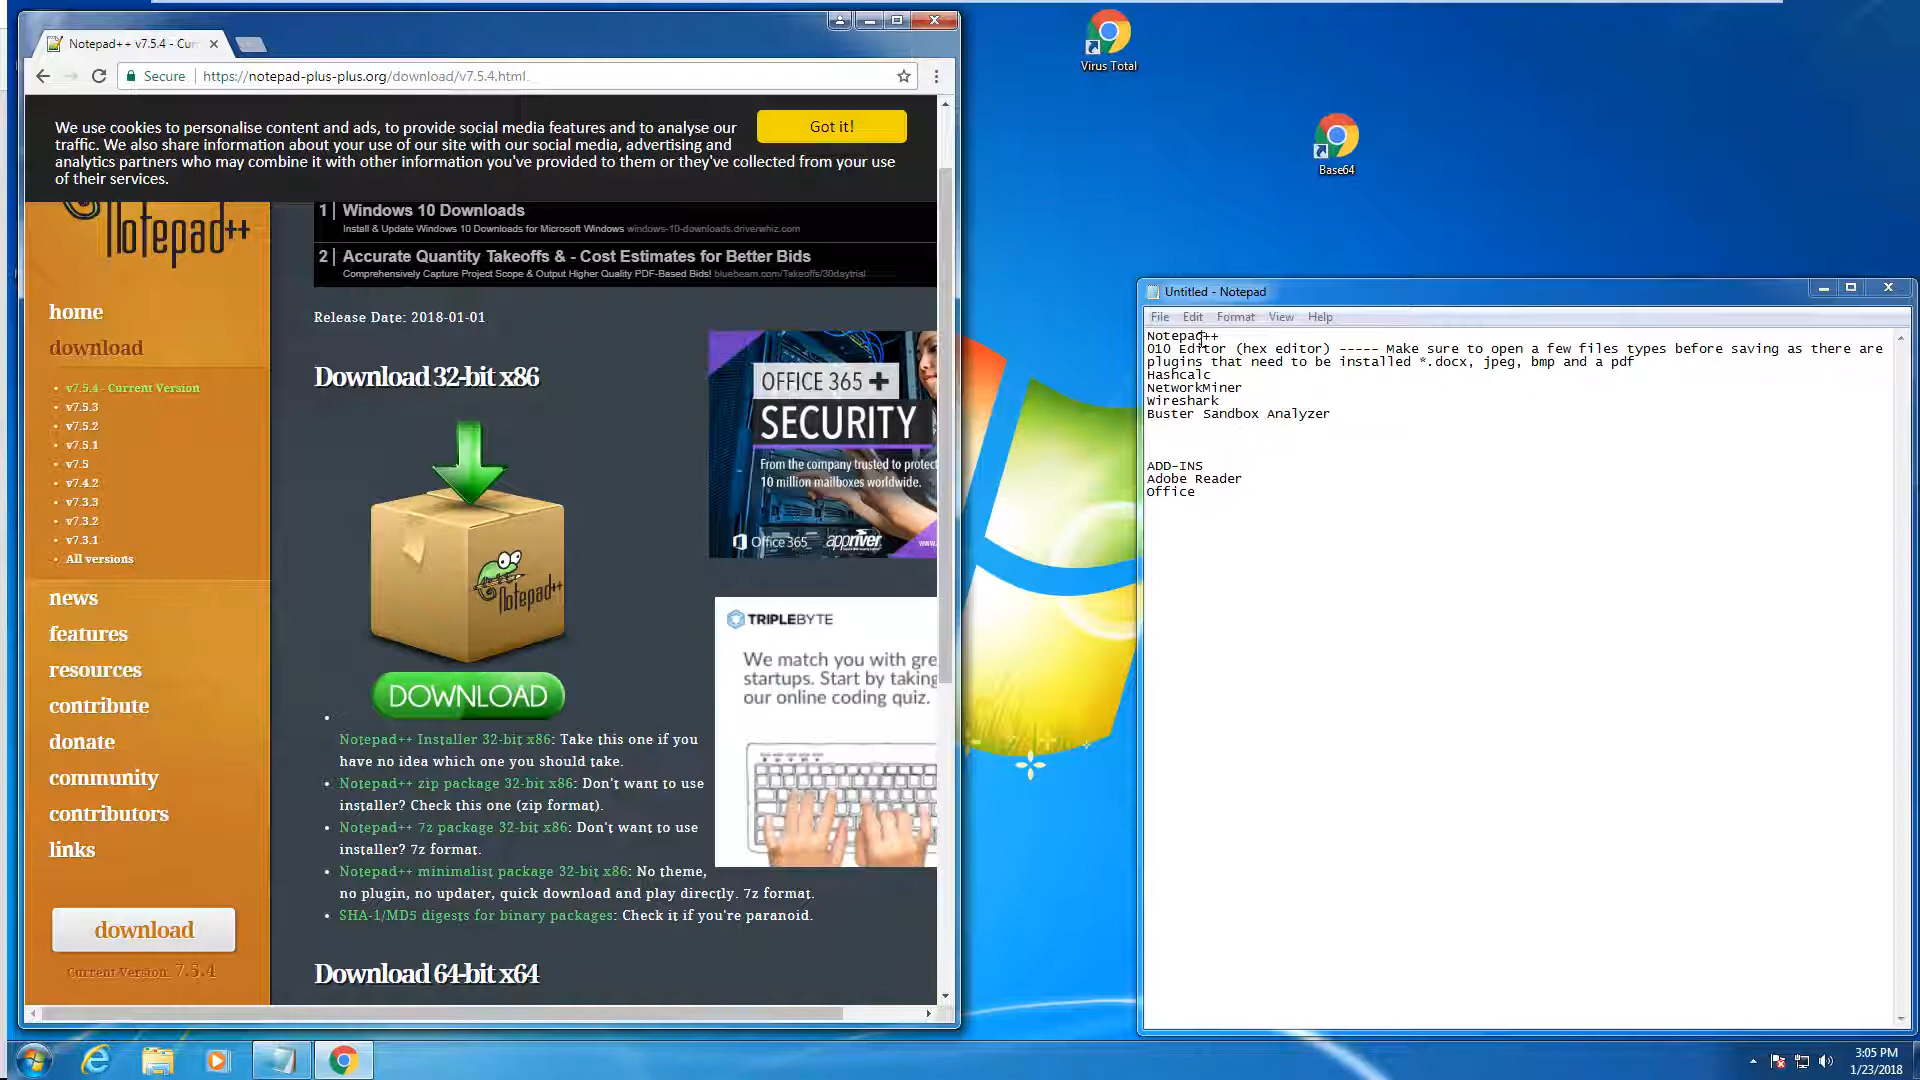 Notepad++ v7.5.4 - Cur
Secure
https://notepad-plus-plus.org/download/v7.5.4.html
We use cookies to personalise content and ads, to provide social media features and to analyse our
traffic. We also share information about your use of our site with our social media, advertising and
analytics partners who may combine it with other information you've provided to them or they've collected from your use
of their services.
Got it!
Notepad++
1 | Windows 10 Downloads
Install & Update Windows 10 Downloads for Microsoft Windows windows-10-downloads.driverwhiz.com
2 | Accurate Quantity Takeoffs & - Cost Estimates for Better Bids
Comprehensively Capture Project Scope & Output Higher Quality PDF-Based Bids! bluebeam.com/Takeoffs/30daytrial
home
download
v7.5.4 - Current Version
v7.5.3
v7.5.2
v7.5.1
v7.5
v7.4.2
v7.3.3
v7.3.2
v7.3.1
All versions
news
features
resources
contribute
donate
community
contributors
links
download
Current Version 7.5.4
Release Date: 2018-01-01
Download 32-bit x86
Notepad++
DOWNLOAD
Notepad++ Installer 32-bit x86: Take this one if you
have no idea which one you should take.
Notepad++ zip package 32-bit x86: Don't want to use
installer? Check this one (zip format).
Notepad++ 7z package 32-bit x86: Don't want to use
installer? 7z format.
Notepad++ minimalist package 32-bit x86: No theme,
no plugin, no updater, quick download and play directly. 7z format.
SHA-1/MD5 digests for binary packages: Check it if you're paranoid.
Download 64-bit x64
OFFICE 365 +
SECURITY
From the company trusted to protect
10 million mailboxes worldwide.
Office 365 appriver www.
TRIPLEBYTE
We match you with gre
startups. Start by taking
our online coding quiz.
Virus Total
Base64
Untitled - Notepad
File Edit Format View Help
Notepad++
O1O Editor (hex editor) ----- Make sure to open a few files types before saving as there are
plugins that need to be installed *.docx, jpeg, bmp and a pdf
Hashcalc
NetworkMiner
Wireshark
Buster Sandbox Analyzer
ADD-INS
Adobe Reader
Office
3:05 PM
1/23/2018